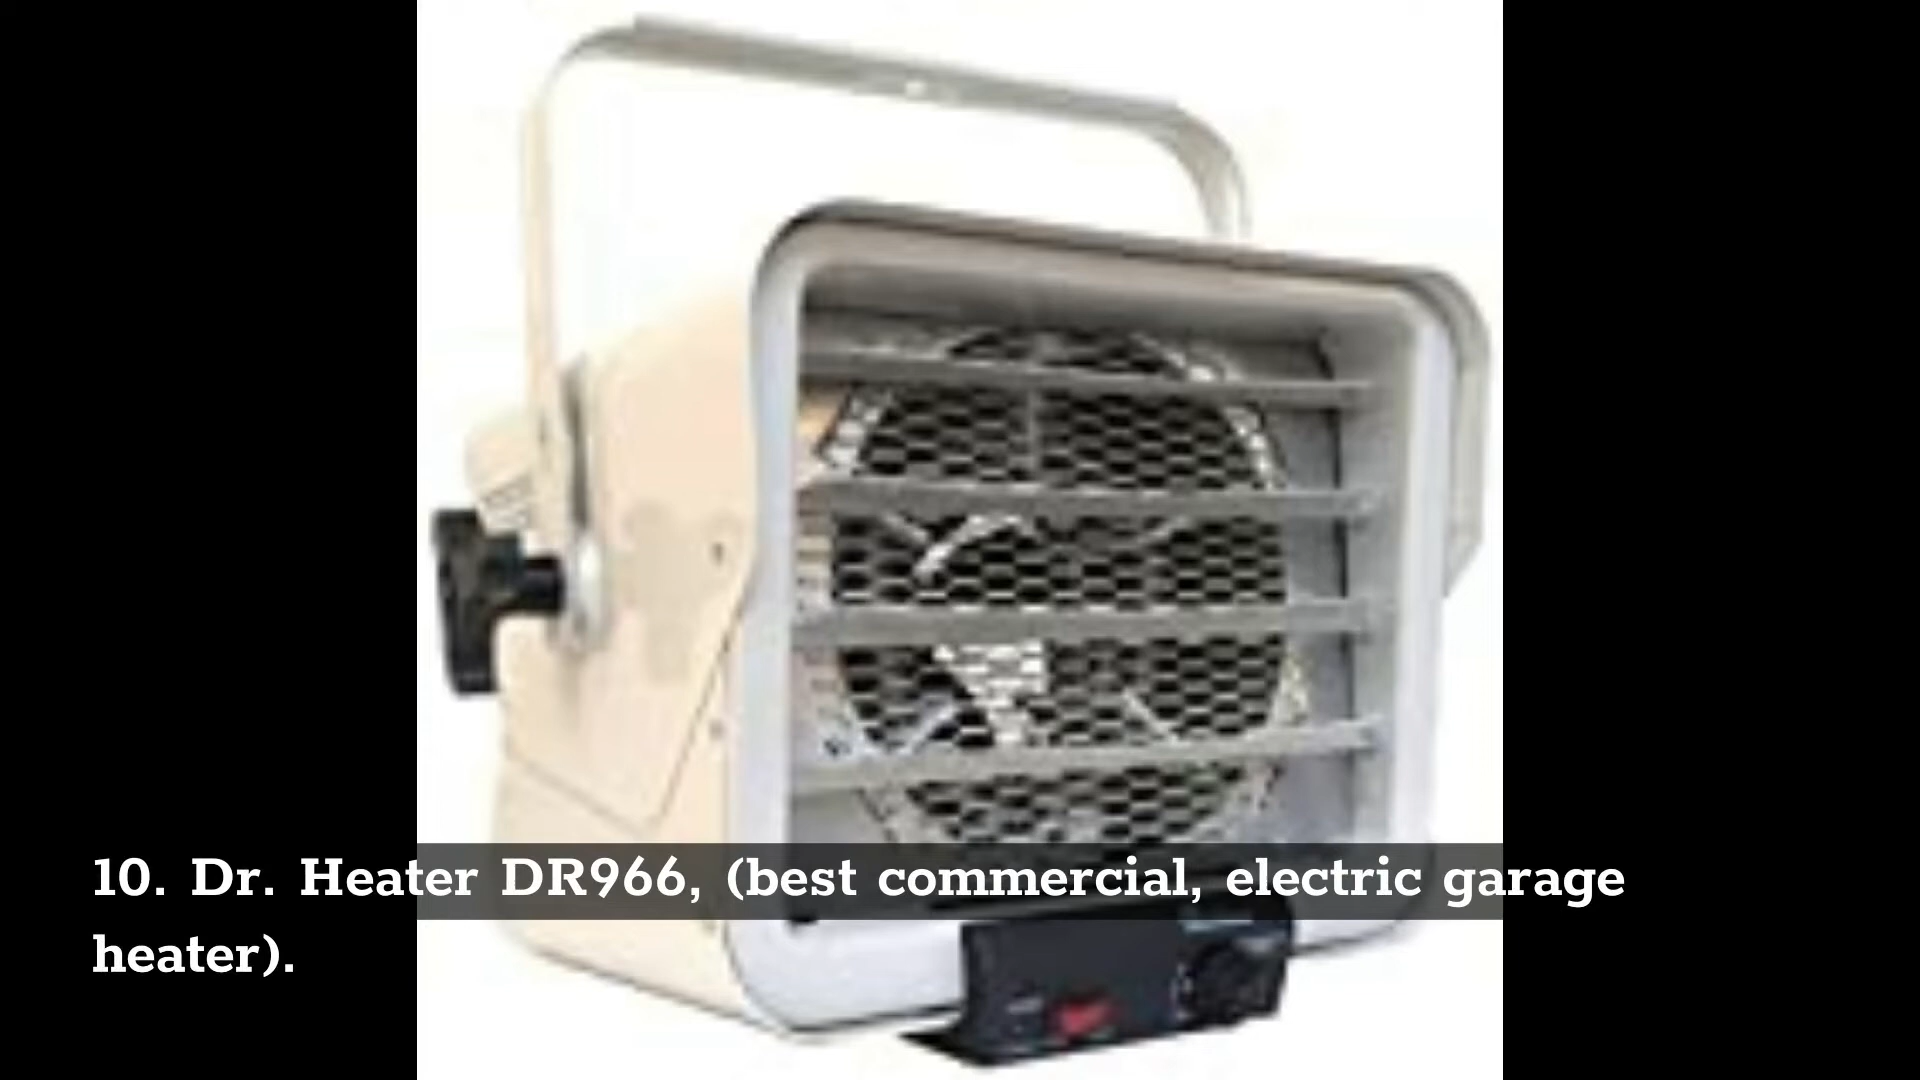 10. Dr. Heater DR966, (best commercial, electric garage
heater).